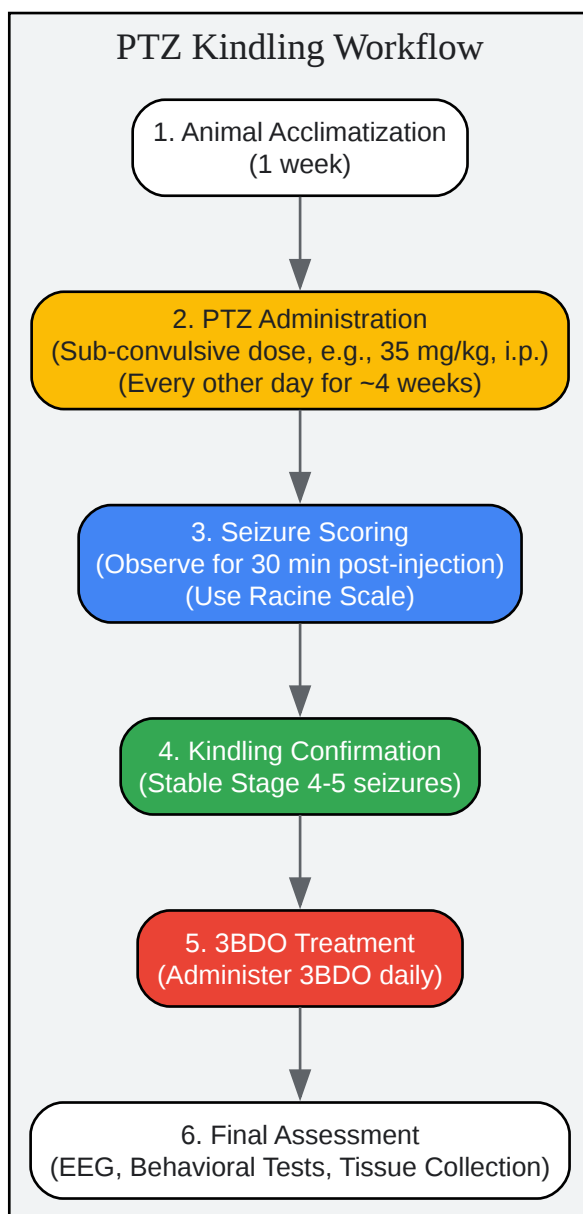 PTZ Kindling Workflow
1. Animal Acclimatization
(1 week)
2. PTZ Administration
(Sub-convulsive dose, e.g., 35 mg/kg, i.p.)
(Every other day for ~4 weeks)
3. Seizure Scoring
(Observe for 30 min post-injection)
(Use Racine Scale)
4. Kindling Confirmation
(Stable Stage 4-5 seizures)
5. 3BDO Treatment
(Administer 3BDO daily)
6. Final Assessment
(EEG, Behavioral Tests, Tissue Collection)